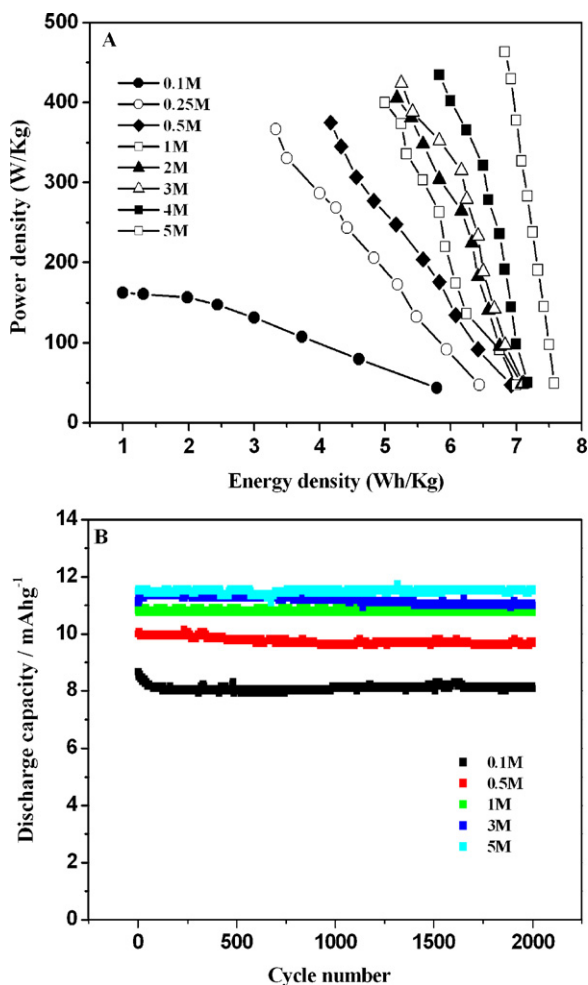 A
500
400
300
200
100
0
Power density (W/Kg)
0.1M
0.25M
0.5M
1M
2M
3M
4M
5M
1 2 3 4 5 6 7 8
Energy density (Wh/Kg)
B
14
12
10
8
6
4
2
0
Discharge capacity / mAhg⁻¹
0.1M
0.5M
1M
3M
5M
0 500 1000 1500 2000
Cycle number